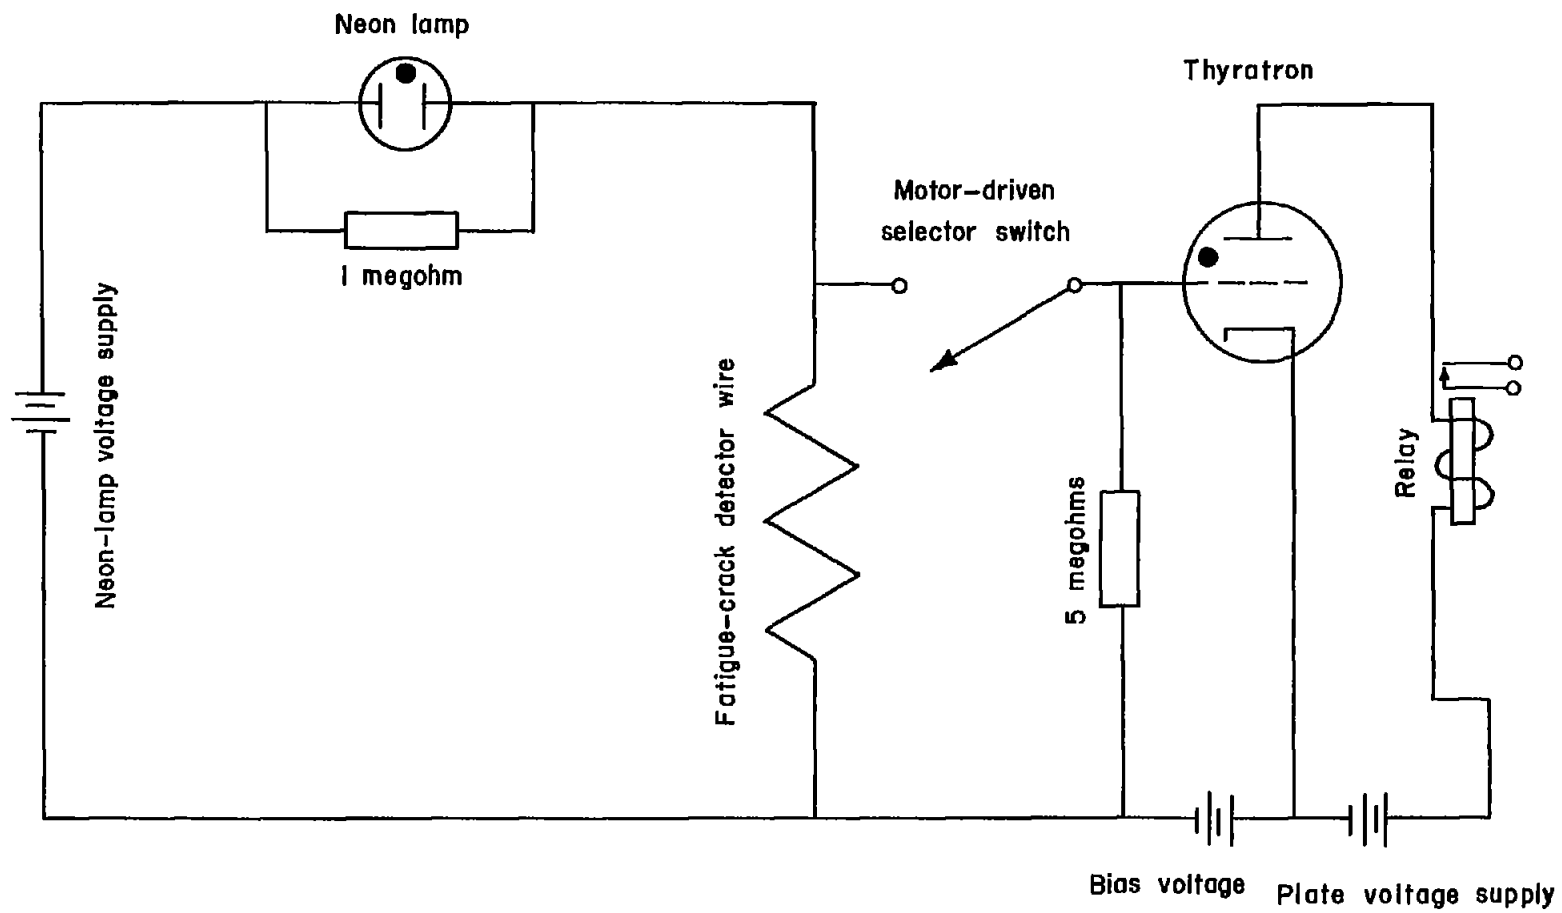 Neon lamp
Thyratron
Motor-driven
selector switch
1 megohm
Neon-lamp voltage supply
Fatigue-crack detector wire
5 megohms
Relay
Bias voltage
Plate voltage supply